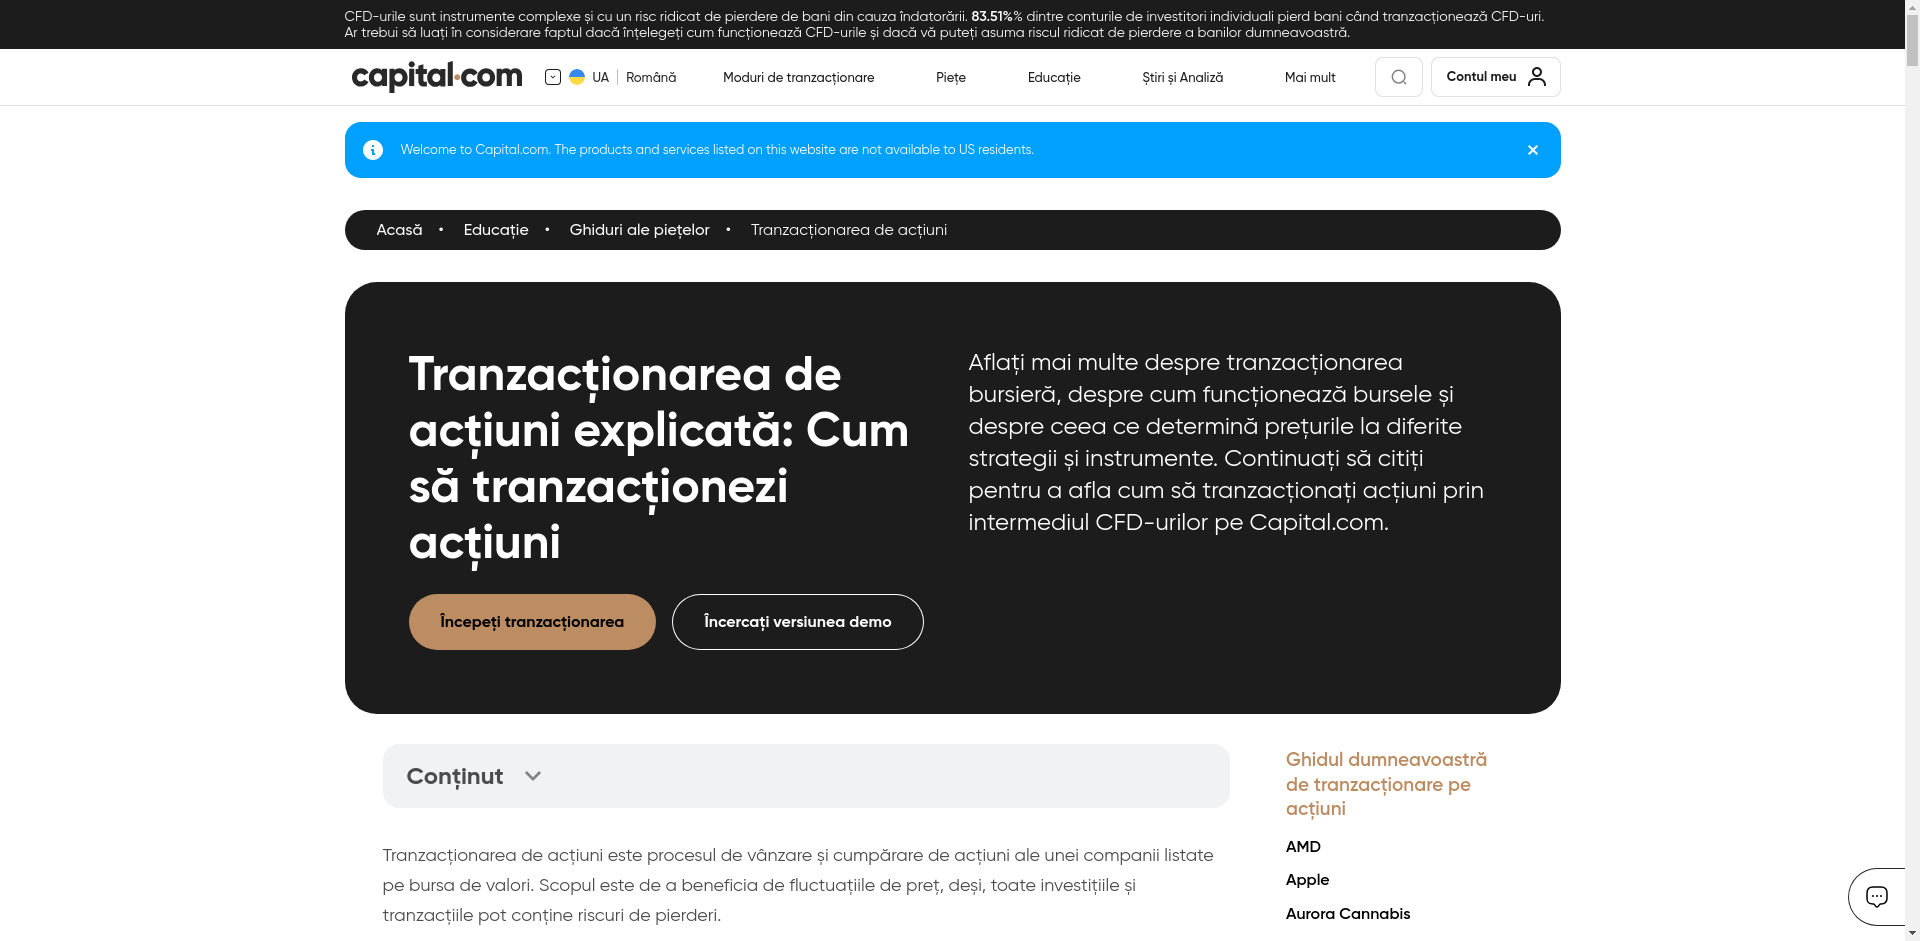 CFD-urile sunt instrumente complexe și cu un risc ridicat de pierdere de bani din cauza îndatorării. 83.51%% dintre conturile de investitori individuali pierd bani când tranzacționează CFD-uri.
Ar trebui să luați în considerare faptul dacă înțelegeți cum funcționează CFD-urile și dacă vă puteți asuma riscul ridicat de pierdere a banilor dumneavoastră.
capital.com UA Română Moduri de tranzacționare Piețe Educație Știri și Analiză Mai mult Contul meu
Welcome to Capital.com. The products and services listed on this website are not available to US residents.
Acasă • Educație • Ghiduri ale piețelor • Tranzacționarea de acțiuni
Tranzacționarea de
acțiuni explicată: Cum
să tranzacționezi
acțiuni
Aflați mai multe despre tranzacționarea
bursieră, despre cum funcționează bursele și
despre ceea ce determină prețurile la diferite
strategii și instrumente. Continuați să citiți
pentru a afla cum să tranzacționați acțiuni prin
intermediul CFD-urilor pe Capital.com.
Începeți tranzacționarea Încercați versiunea demo
Conținut
Tranzacționarea de acțiuni este procesul de vânzare și cumpărare de acțiuni ale unei companii listate
pe bursa de valori. Scopul este de a beneficia de fluctuațiile de preț, deși, toate investițiile și
tranzacțiile pot conține riscuri de pierderi.
Ghidul dumneavoastră
de tranzacționare pe
acțiuni
AMD
Apple
Aurora Cannabis